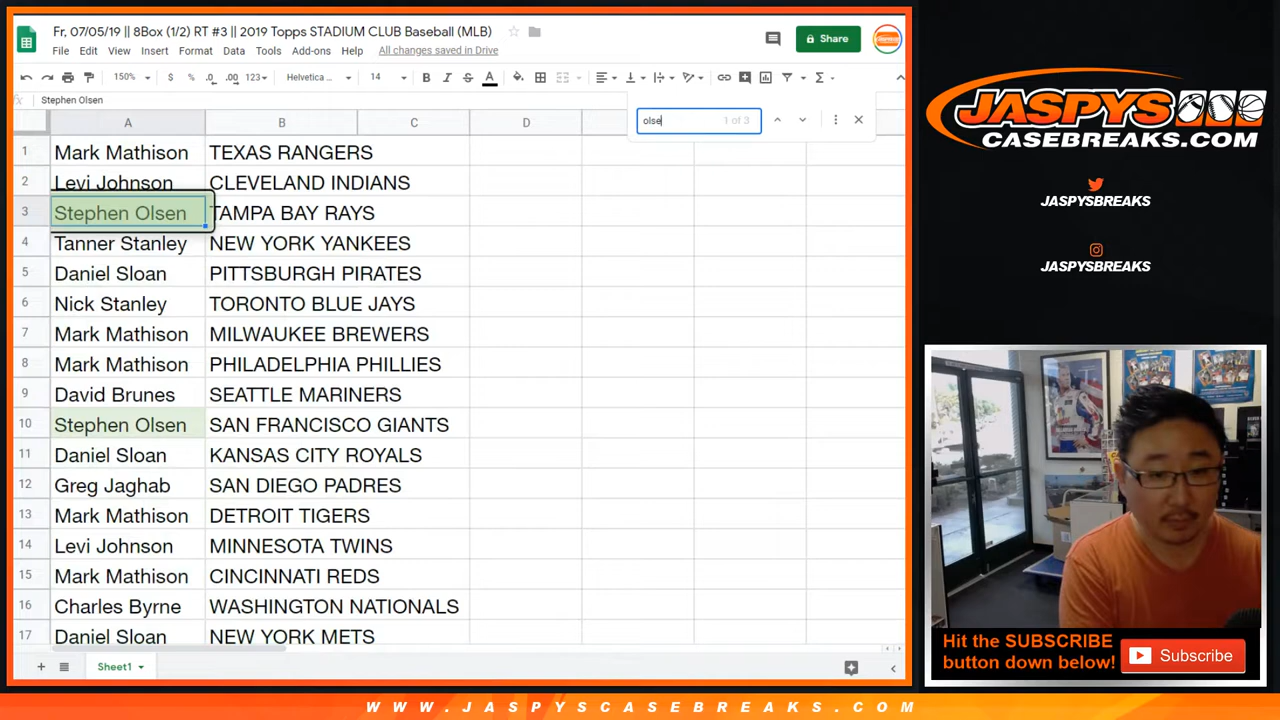 Fr, 07/05/19 || 8Box (1/2) RT #3 || 2019 Topps STADIUM CLUB Baseball (MLB)
File Edit View Insert Format Data Tools Add-ons Help All changes saved in Drive
Share
150% $ % .0 .00 123 Helvetica... 14 B I S A
fx Stephen Olsen
olse 1 of 3
A B C D
1 Mark Mathison TEXAS RANGERS
2 Levi Johnson CLEVELAND INDIANS
3 Stephen Olsen TAMPA BAY RAYS
4 Tanner Stanley NEW YORK YANKEES
5 Daniel Sloan PITTSBURGH PIRATES
6 Nick Stanley TORONTO BLUE JAYS
7 Mark Mathison MILWAUKEE BREWERS
8 Mark Mathison PHILADELPHIA PHILLIES
9 David Brunes SEATTLE MARINERS
10 Stephen Olsen SAN FRANCISCO GIANTS
11 Daniel Sloan KANSAS CITY ROYALS
12 Greg Jaghab SAN DIEGO PADRES
13 Mark Mathison DETROIT TIGERS
14 Levi Johnson MINNESOTA TWINS
15 Mark Mathison CINCINNATI REDS
16 Charles Byrne WASHINGTON NATIONALS
17 Daniel Sloan NEW YORK METS
Sheet1
JASPYS
CASEBREAKS.COM
JASPYSBREAKS
JASPYSBREAKS
Hit the SUBSCRIBE
button down below!
Subscribe
WWW.JASPYSCASEBREAKS.COM